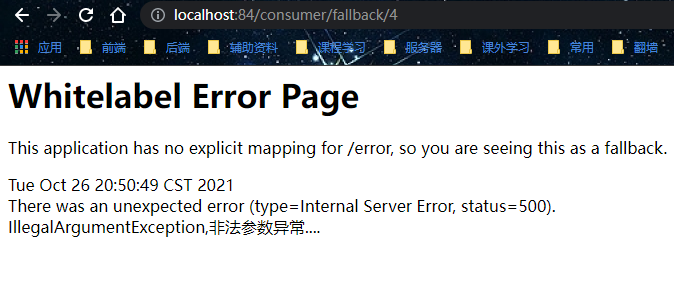 localhost:84/consumer/fallback/4
应用 前端 后端 辅助资料 课程学习 服务器 课外学习 常用 翻墙
Whitelabel Error Page
This application has no explicit mapping for /error, so you are seeing this as a fallback.
Tue Oct 26 20:50:49 CST 2021
There was an unexpected error (type=Internal Server Error, status=500).
IllegalArgumentException,非法参数异常....